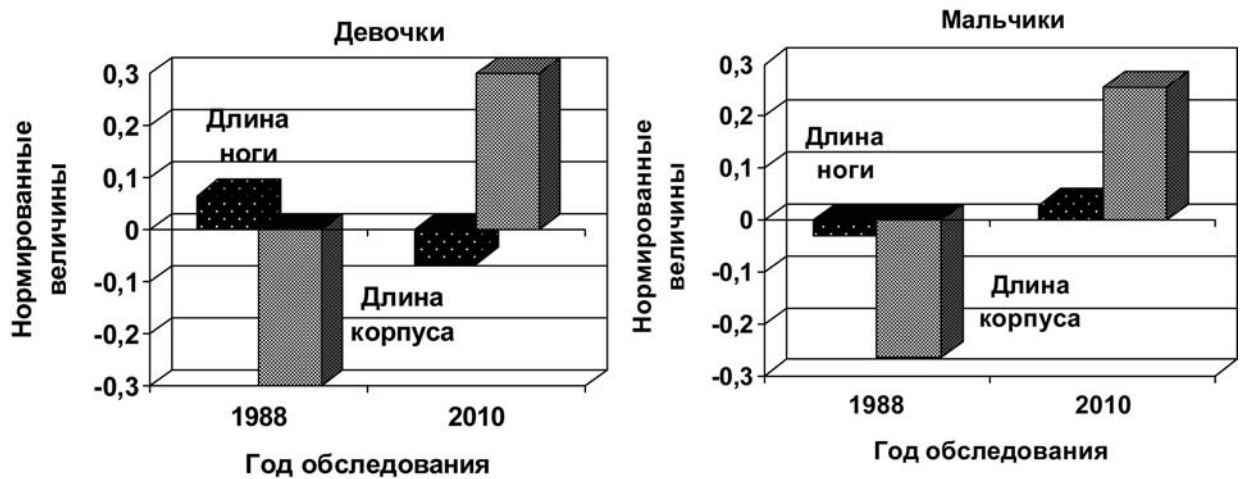 Девочки
Нормированные
величины
0,3
0,2
0,1
0
-0,1
-0,2
-0,3
Длина
ноги
Длина
корпуса
1988
2010
Год обследования
Мальчики
Нормированные
величины
0,3
0,2
0,1
0
-0,1
-0,2
-0,3
Длина
ноги
Длина
корпуса
1988
2010
Год обследования